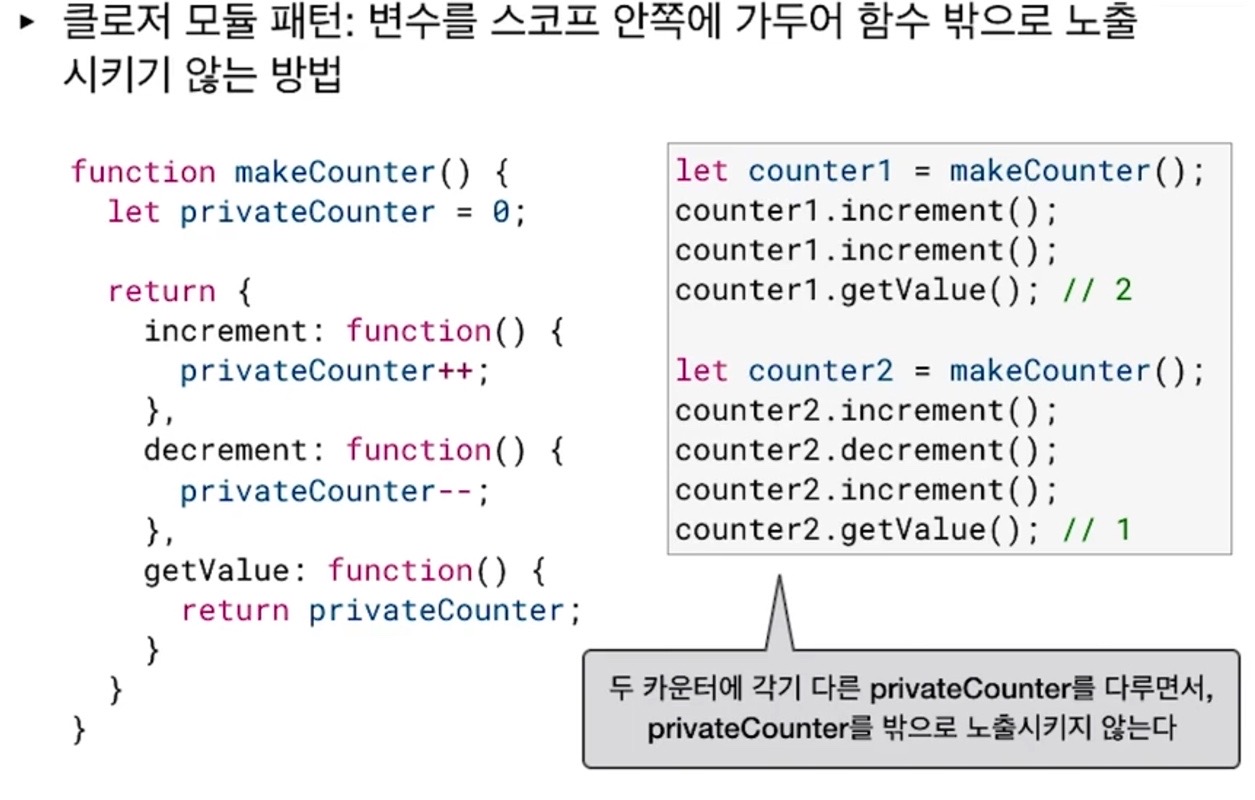 ▸ 클로저 모듈 패턴: 변수를 스코프 안쪽에 가두어 함수 밖으로 노출
시키기 않는 방법
function makeCounter() {
  let privateCounter = 0;

  return {
    increment: function() {
      privateCounter++;
    },
    decrement: function() {
      privateCounter--;
    },
    getValue: function() {
      return privateCounter;
    }
  }
}
let counter1 = makeCounter();
counter1.increment();
counter1.increment();
counter1.getValue(); // 2

let counter2 = makeCounter();
counter2.increment();
counter2.decrement();
counter2.increment();
counter2.getValue(); // 1
두 카운터에 각기 다른 privateCounter를 다루면서,
privateCounter를 밖으로 노출시키지 않는다